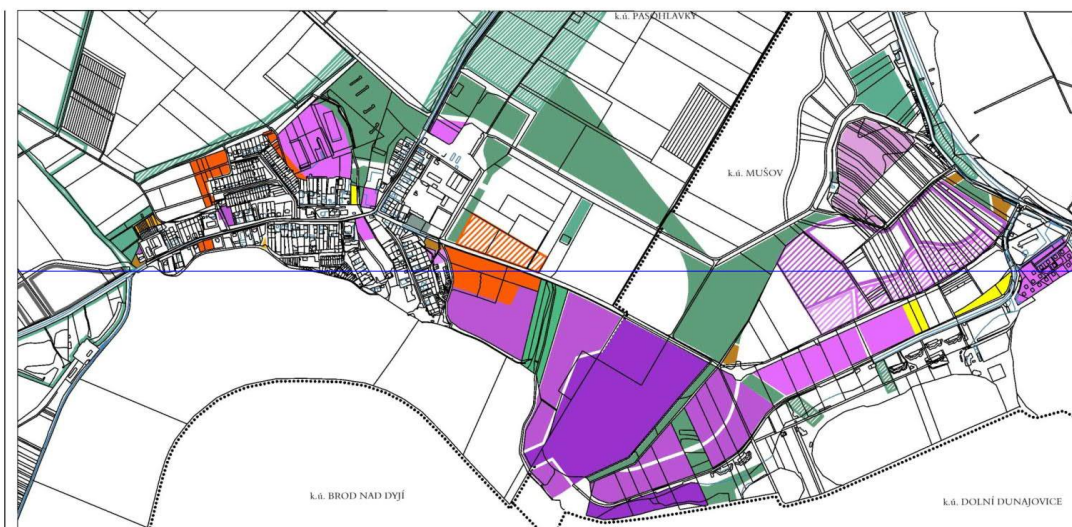 k.ú. PASOHLÁVKY
k.ú. MUŠOV
k.ú. BROD NAD DYJÍ
k.ú. DOLNÍ DUNAJOVICE